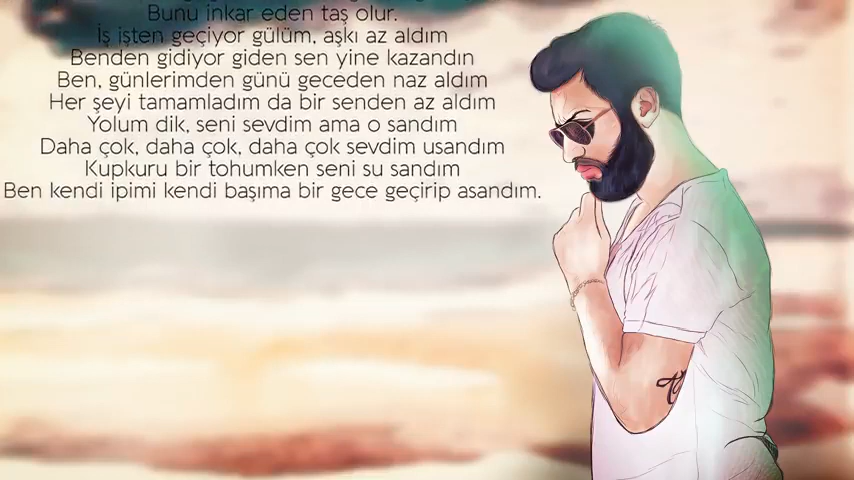 Bunu inkar eden taş olur.
İş işten geçiyor gülüm, aşkı az aldım
Benden gidiyor giden sen yine kazandın
Ben, günlerimden günü geceden naz aldım
Her şeyi tamamladım da bir senden az aldım
Yolum dik, seni sevdim ama o sandım
Daha çok, daha çok, daha çok sevdim usandım
Kupkuru bir tohumken seni su sandım
Ben kendi ipimi kendi başıma bir gece geçirip asandım.